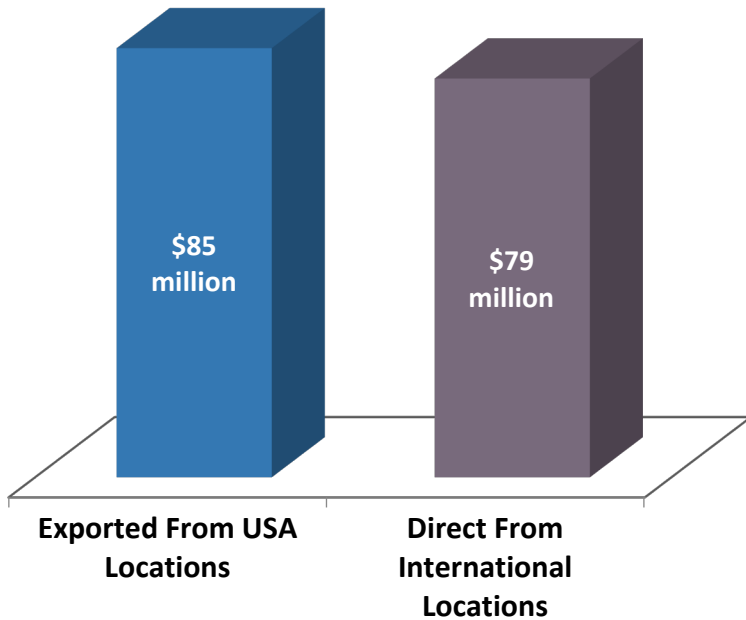 $85
million
$79
million
Exported From USA
Locations
Direct From
International
Locations